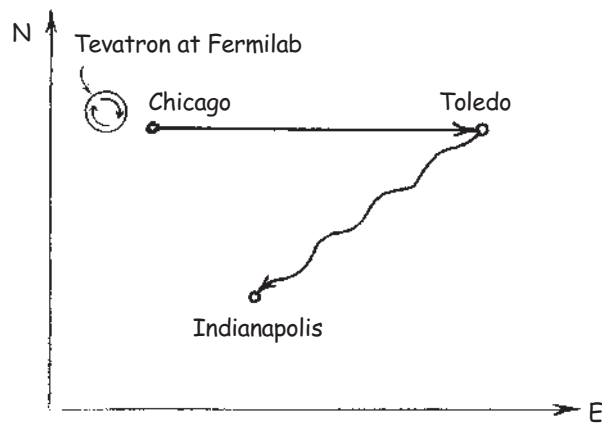 N
Tevatron at Fermilab
Chicago
Toledo
Indianapolis
E